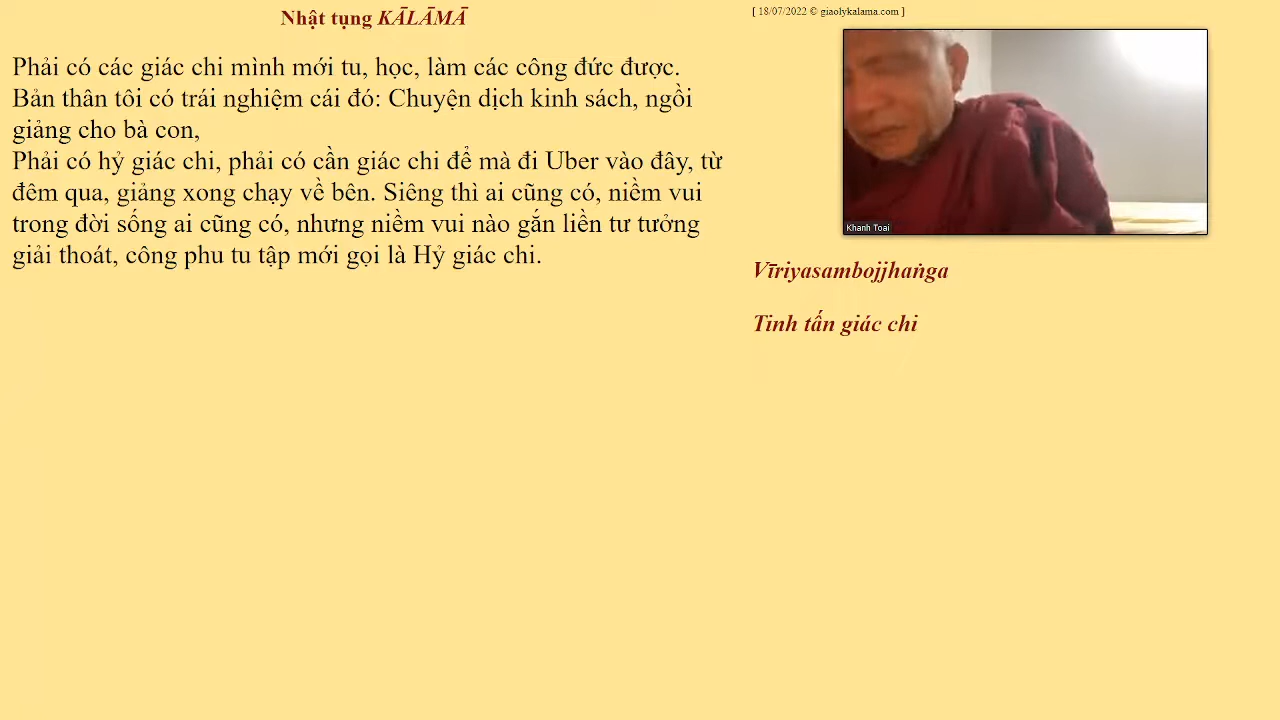 Nhật tụng KĀLĀMĀ
[ 18/07/2022 © giaolykalama.com ]
Phải có các giác chi mình mới tu, học, làm các công đức được.
Bản thân tôi có trái nghiệm cái đó: Chuyện dịch kinh sách, ngồi
giảng cho bà con,
Phải có hỷ giác chi, phải có cần giác chi để mà đi Uber vào đây, từ
đêm qua, giảng xong chạy về bên. Siêng thì ai cũng có, niềm vui
trong đời sống ai cũng có, nhưng niềm vui nào gắn liền tư tưởng
giải thoát, công phu tu tập mới gọi là Hỷ giác chi.
Khanh Toai
Vīriyasambojjhaṅga
Tinh tấn giác chi